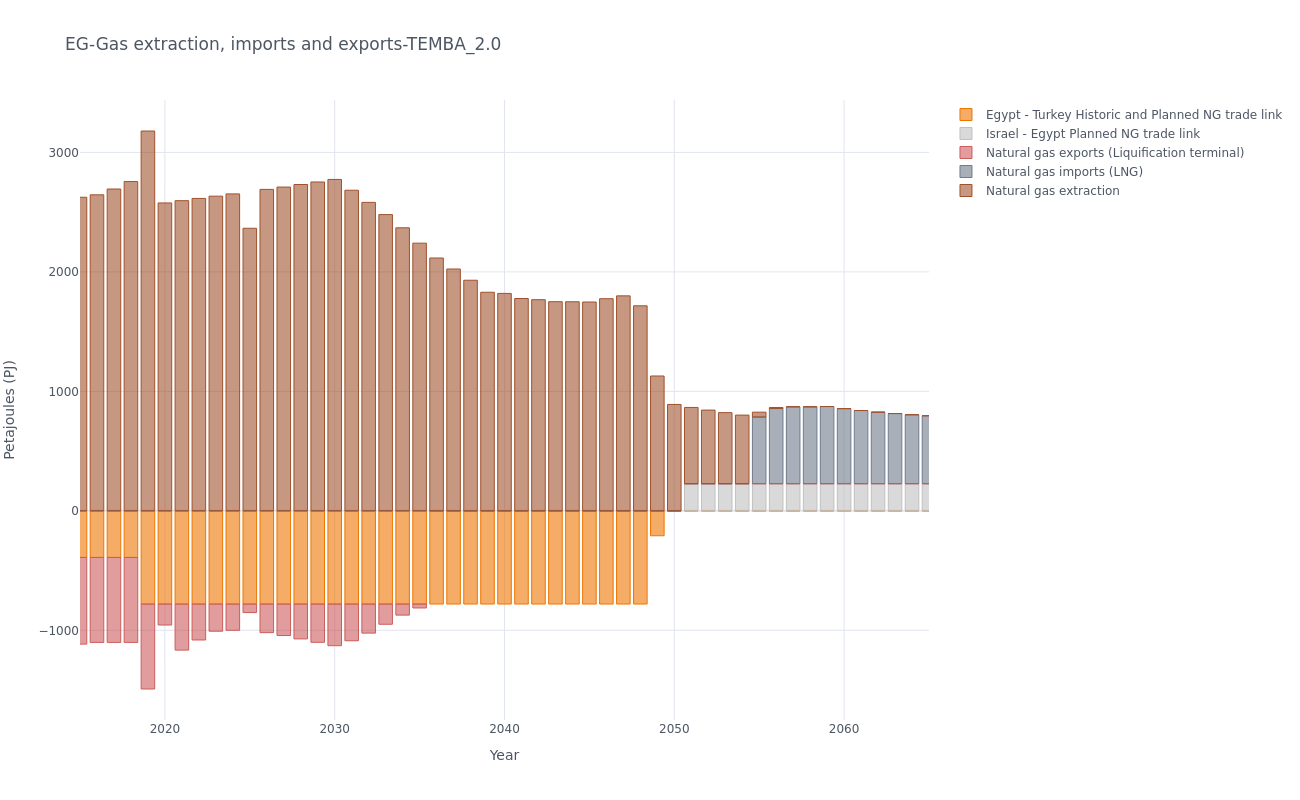 EG-Gas extraction, imports and exports-TEMBA_2.0
Egypt - Turkey Historic and Planned NG trade link
Israel - Egypt Planned NG trade link
Natural gas exports (Liquification terminal)
Natural gas imports (LNG)
Natural gas extraction
3000
2000
1000
0
−1000
Petajoules (PJ)
2020
2030
2040
2050
2060
Year